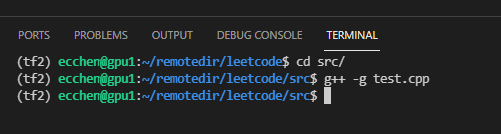 PORTS PROBLEMS OUTPUT DEBUG CONSOLE TERMINAL
(tf2) ecchen@gpu1:~/remotedir/leetcode$ cd src/
(tf2) ecchen@gpu1:~/remotedir/leetcode/src$ g++ -g test.cpp
(tf2) ecchen@gpu1:~/remotedir/leetcode/src$